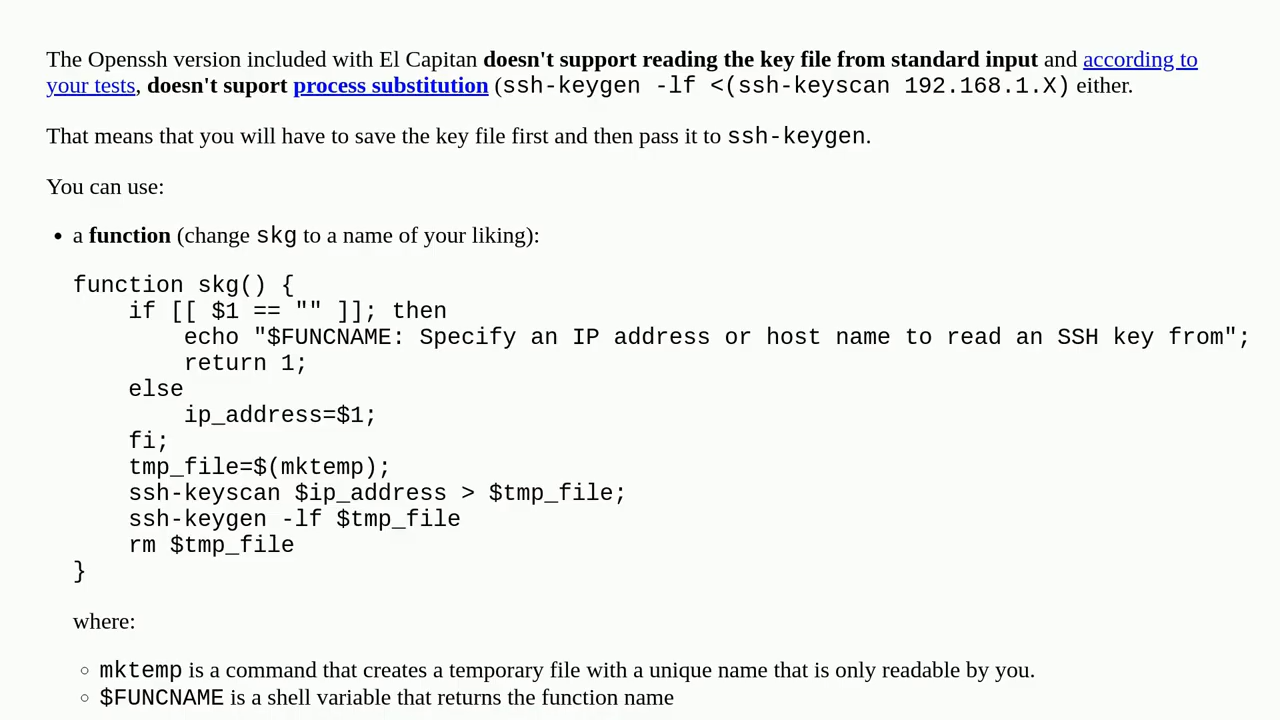 The Openssh version included with El Capitan doesn't support reading the key file from standard input and according to
your tests, doesn't suport process substitution (ssh-keygen -lf <(ssh-keyscan 192.168.1.X) either.
That means that you will have to save the key file first and then pass it to ssh-keygen.
You can use:
• a function (change skg to a name of your liking):
function skg() {
    if [[ $1 == "" ]]; then
        echo "$FUNCNAME: Specify an IP address or host name to read an SSH key from";
        return 1;
    else
        ip_address=$1;
    fi;
    tmp_file=$(mktemp);
    ssh-keyscan $ip_address > $tmp_file;
    ssh-keygen -lf $tmp_file
    rm $tmp_file
}
where:
◦ mktemp is a command that creates a temporary file with a unique name that is only readable by you.
◦ $FUNCNAME is a shell variable that returns the function name